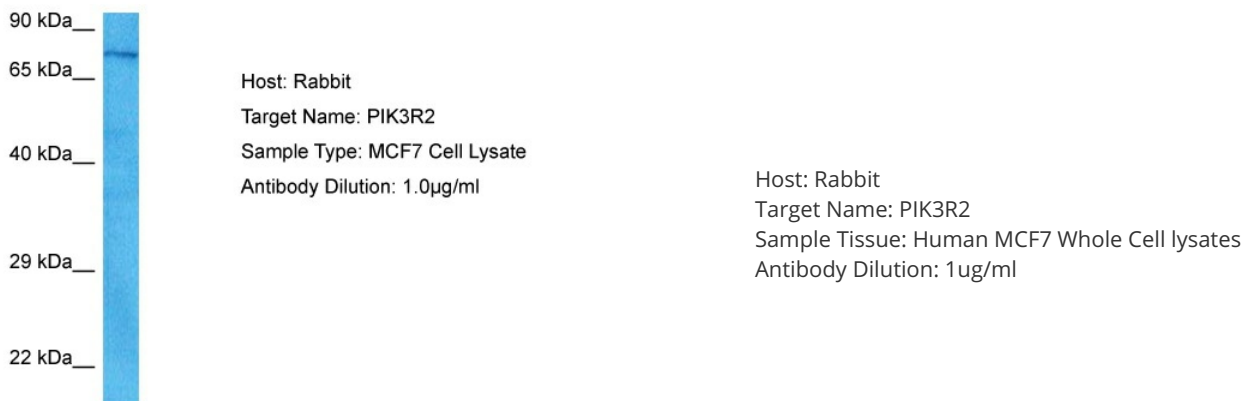 90 kDa__
65 kDa__
40 kDa__
29 kDa__
22 kDa__
Host: Rabbit
Target Name: PIK3R2
Sample Type: MCF7 Cell Lysate
Antibody Dilution: 1.0µg/ml
Host: Rabbit
Target Name: PIK3R2
Sample Tissue: Human MCF7 Whole Cell lysates
Antibody Dilution: 1ug/ml